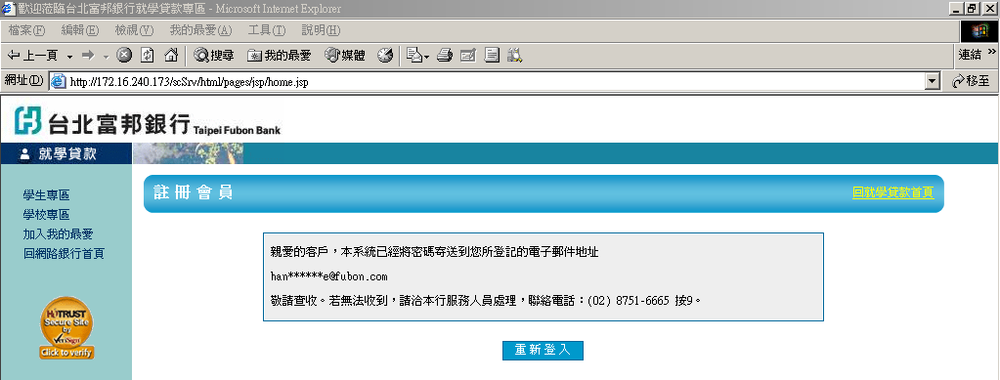 歡迎蒞臨台北富邦銀行就學貸款專區 - Microsoft Internet Explorer
檔案(F) 編輯(E) 檢視(V) 我的最愛(A) 工具(T) 說明(H)
上一頁 搜尋 我的最愛 媒體 連結 »
網址(D) http://172.16.240.173/scSrv/html/pages/jsp/home.jsp 移至
台北富邦銀行 Taipei Fubon Bank
就學貸款
學生專區
學校專區
加入我的最愛
回網路銀行首頁
HiTRUST
Secure Site
by
VeriSign
Click to verify
註冊會員
回就學貸款首頁
親愛的客戶，本系統已經將密碼寄送到您所登記的電子郵件地址
han******e@fubon.com
敬請查收。若無法收到，請洽本行服務人員處理，聯絡電話：(02) 8751-6665 按9。
重新登入